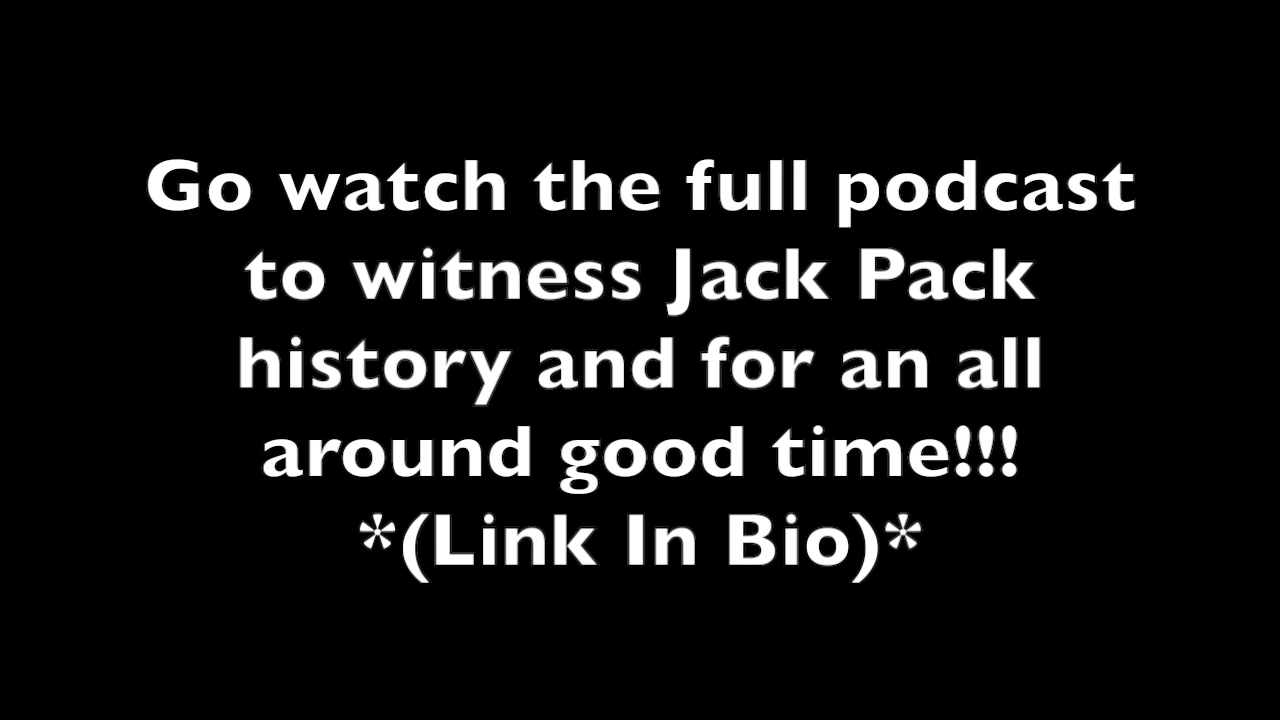 Go watch the full podcast
to witness Jack Pack
history and for an all
around good time!!!
*(Link In Bio)*